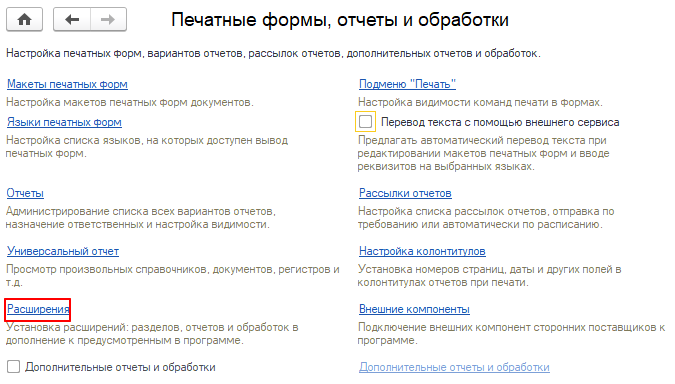 Печатные формы, отчеты и обработки
Настройка печатных форм, вариантов отчетов, рассылок отчетов, дополнительных отчетов и обработок.
Макеты печатных форм
Настройка макетов печатных форм документов.
Языки печатных форм
Настройка списка языков, на которых доступен вывод
печатных форм.
Отчеты
Администрирование списка всех вариантов отчетов,
назначение ответственных и настройка видимости.
Универсальный отчет
Просмотр произвольных справочников, документов, регистров и
т.д.
Расширения
Установка расширений: разделов, отчетов и обработок в
дополнение к предусмотренным в программе.
Дополнительные отчеты и обработки
Подменю "Печать"
Настройка видимости команд печати в формах.
Перевод текста с помощью внешнего сервиса
Предлагать автоматический перевод текста при
редактировании макетов печатных форм и вводе
реквизитов на выбранных языках.
Рассылки отчетов
Настройка списка рассылок отчетов, отправка по
требованию или автоматически по расписанию.
Настройка колонтитулов
Установка номеров страниц, даты и других полей в
колонтитулах отчетов при печати.
Внешние компоненты
Подключение внешних компонент сторонних поставщиков к
программе.
Дополнительные отчеты и обработки